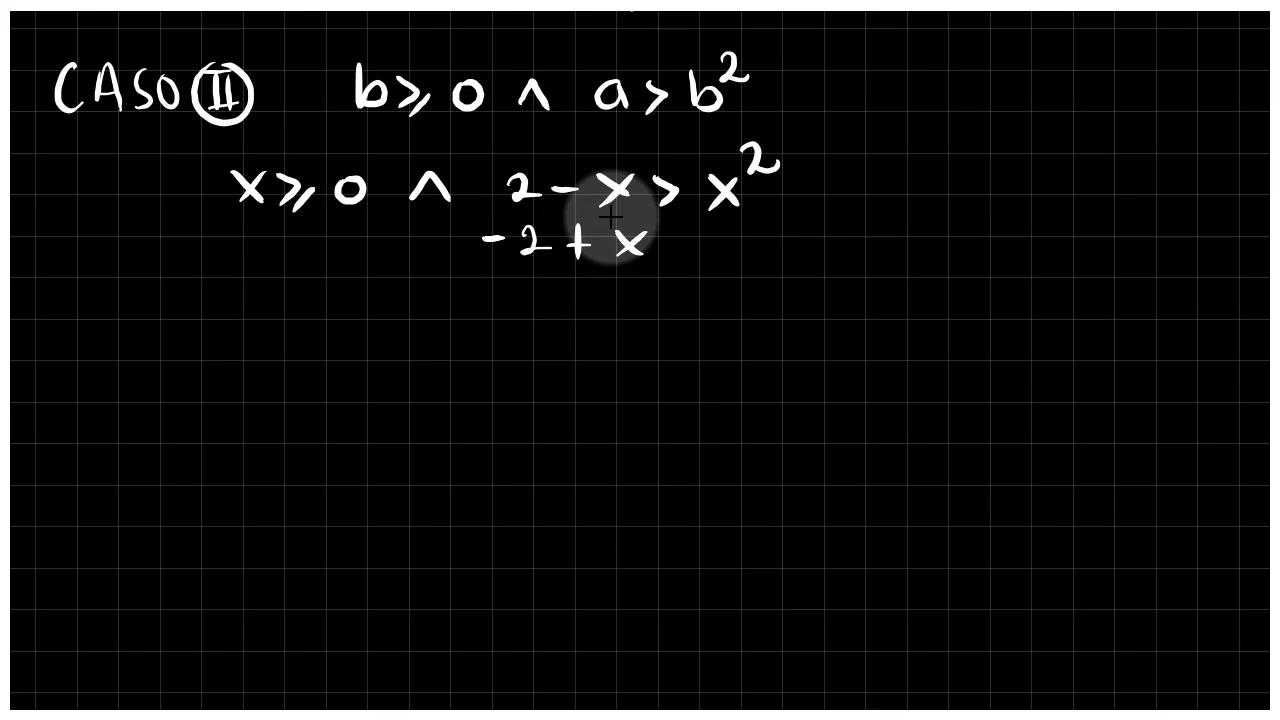 CASO Ⅱ b ⩾ 0 ∧ a > b²
x ⩾ 0 ∧ 2 - x > x²
- 2 + x